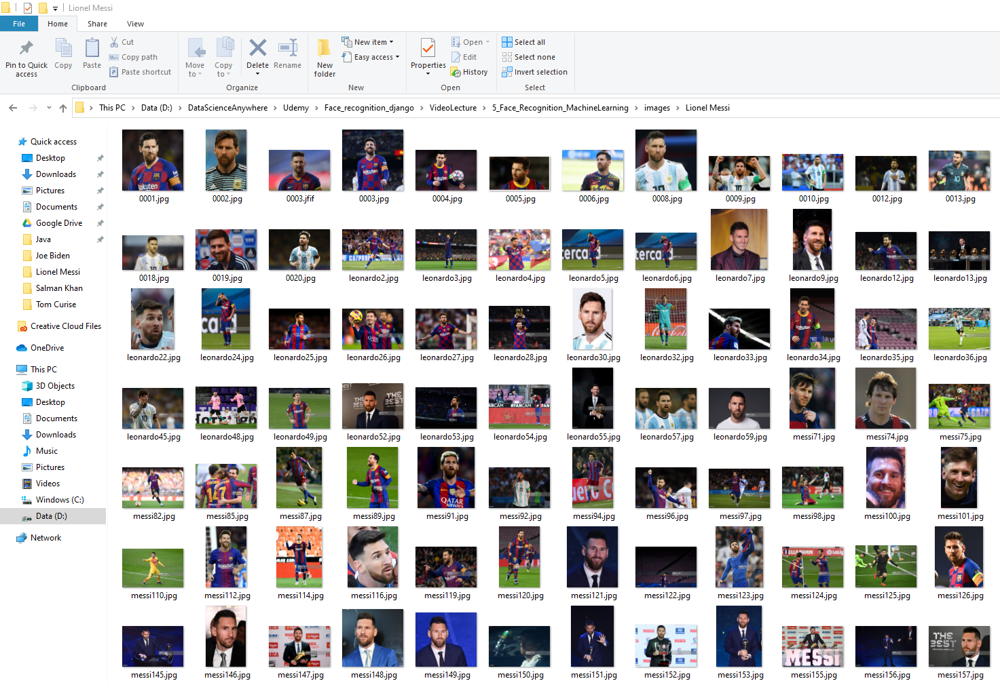 Lionel Messi
File Home Share View
Pin to Quick access
Copy
Paste
Cut
Copy path
Paste shortcut
Clipboard
Move to
Copy to
Delete
Rename
Organize
New folder
New item
Easy access
New
Properties
Open
Edit
History
Open
Select all
Select none
Invert selection
Select
This PC Data (D:) DataScienceAnywhere Udemy Face_recognition_django VideoLecture 5_Face_Recognition_MachineLearning images Lionel Messi
Quick access
Desktop
Downloads
Pictures
Documents
Google Drive
Java
Joe Biden
Lionel Messi
Salman Khan
Tom Curise
Creative Cloud Files
OneDrive
This PC
3D Objects
Desktop
Documents
Downloads
Music
Pictures
Videos
Windows (C:)
Data (D:)
Network
0001.jpg 0002.jpg 0003.jfif 0003.jpg 0004.jpg 0005.jpg 0006.jpg 0008.jpg 0009.jpg 0010.jpg 0012.jpg 0013.jpg
0018.jpg 0019.jpg 0020.jpg leonardo2.jpg leonardo3.jpg leonardo4.jpg leonardo5.jpg leonardo6.jpg leonardo7.jpg leonardo9.jpg leonardo12.jpg leonardo13.jpg
leonardo22.jpg leonardo24.jpg leonardo25.jpg leonardo26.jpg leonardo27.jpg leonardo28.jpg leonardo30.jpg leonardo32.jpg leonardo33.jpg leonardo34.jpg leonardo35.jpg leonardo36.jpg
leonardo45.jpg leonardo48.jpg leonardo49.jpg leonardo52.jpg leonardo53.jpg leonardo54.jpg leonardo55.jpg leonardo57.jpg leonardo59.jpg messi71.jpg messi74.jpg messi75.jpg
messi82.jpg messi85.jpg messi87.jpg messi89.jpg messi91.jpg messi92.jpg messi94.jpg messi96.jpg messi97.jpg messi98.jpg messi100.jpg messi101.jpg
messi110.jpg messi112.jpg messi114.jpg messi116.jpg messi119.jpg messi120.jpg messi121.jpg messi122.jpg messi123.jpg messi124.jpg messi125.jpg messi126.jpg
MESSI
THE BEST
messi145.jpg messi146.jpg messi147.jpg messi148.jpg messi149.jpg messi150.jpg messi151.jpg messi152.jpg messi153.jpg messi155.jpg messi156.jpg messi157.jpg